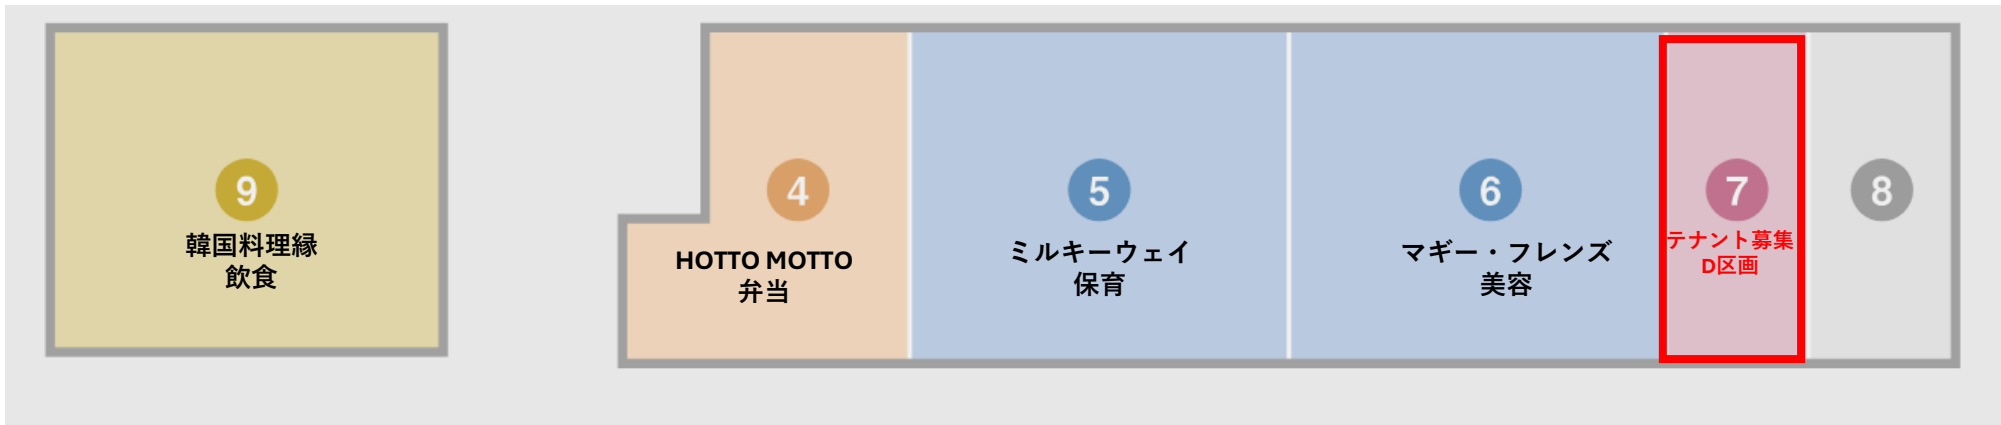 9
韓国料理縁
飲食
4
HOTTO MOTTO
弁当
5
ミルキーウェイ
保育
6
マギー・フレンズ
美容
7
テナント募集
D区画
8